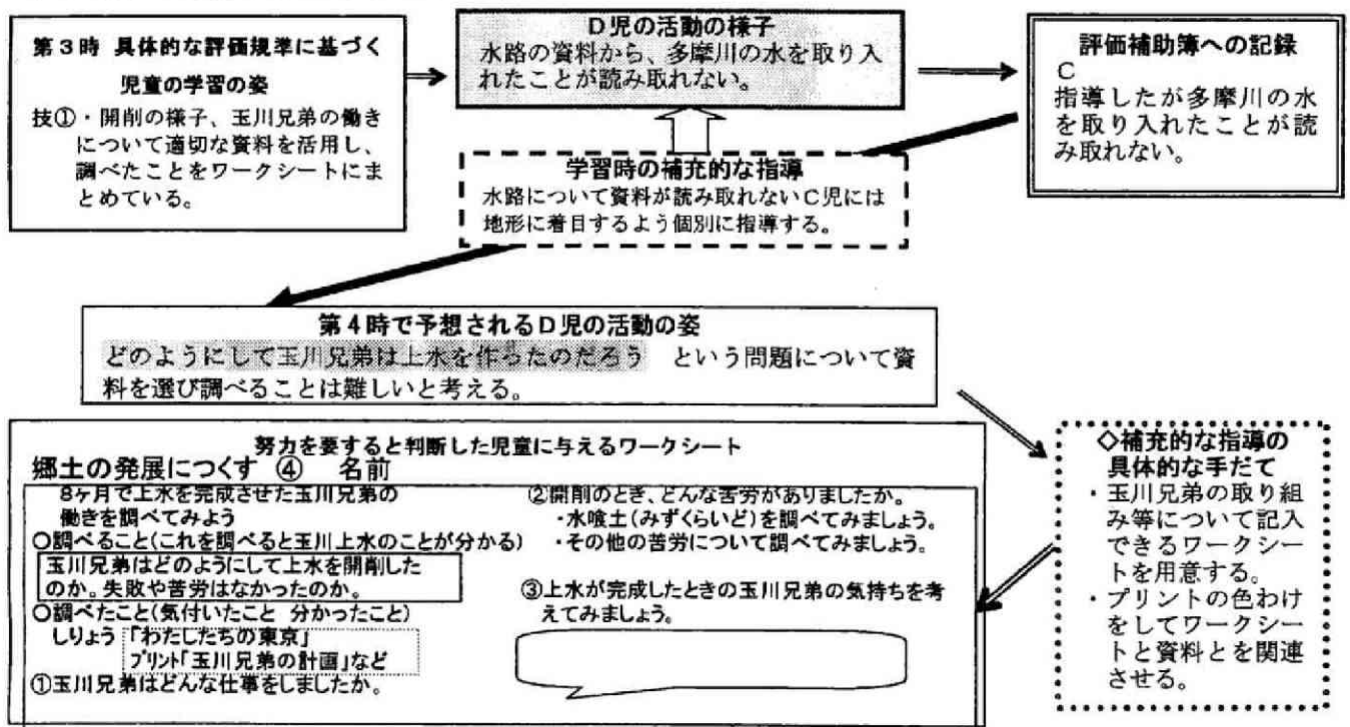 第3時 具体的な評価規準に基づく
児童の学習の姿
技①・開削の様子、玉川兄弟の働き
について適切な資料を活用し、
調べたことをワークシートにま
とめている。
D児の活動の様子
水路の資料から、多摩川の水を取り入
れたことが読み取れない。
評価補助簿への記録
C
指導したが多摩川の水
を取り入れたことが読
み取れない。
学習時の補充的な指導
水路について資料が読み取れないC児には
地形に着目するよう個別に指導する。
第4時で予想されるD児の活動の姿
どのようにして玉川兄弟は上水を作ったのだろう という問題について資
料を選び調べることは難しいと考える。
努力を要すると判断した児童に与えるワークシート
郷土の発展につくす ④ 名前
8ヶ月で上水を完成させた玉川兄弟の
働きを調べてみよう
○調べること(これを調べると玉川上水のことが分かる)
玉川兄弟はどのようにして上水を開削した
のか。失敗や苦労はなかったのか。
○調べたこと(気付いたこと 分かったこと)
しりょう「わたしたちの東京」
プリント「玉川兄弟の計画」など
①玉川兄弟はどんな仕事をしましたか。
②開削のとき、どんな苦労がありましたか。
・水喰土(みずくらいど)を調べてみましょう。
・その他の苦労について調べてみましょう。
③上水が完成したときの玉川兄弟の気持ちを考
えてみましょう。
◇補充的な指導の
具体的な手だて
・玉川兄弟の取り組
み等について記入
できるワークシー
トを用意する。
・プリントの色わけ
をしてワークシー
トと資料とを関連
させる。